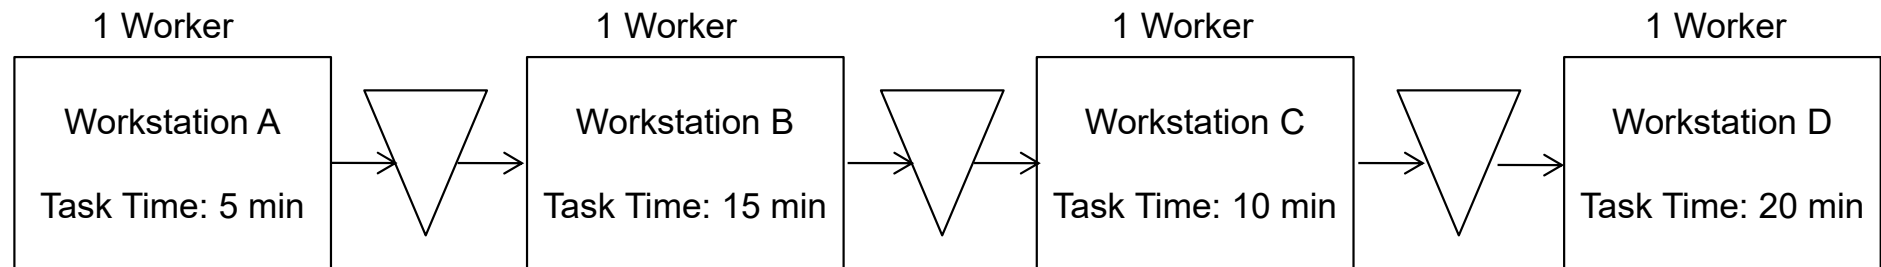 1 Worker
1 Worker
1 Worker
1 Worker
Workstation A
Task Time: 5 min
Workstation B
Task Time: 15 min
Workstation C
Task Time: 10 min
Workstation D
Task Time: 20 min